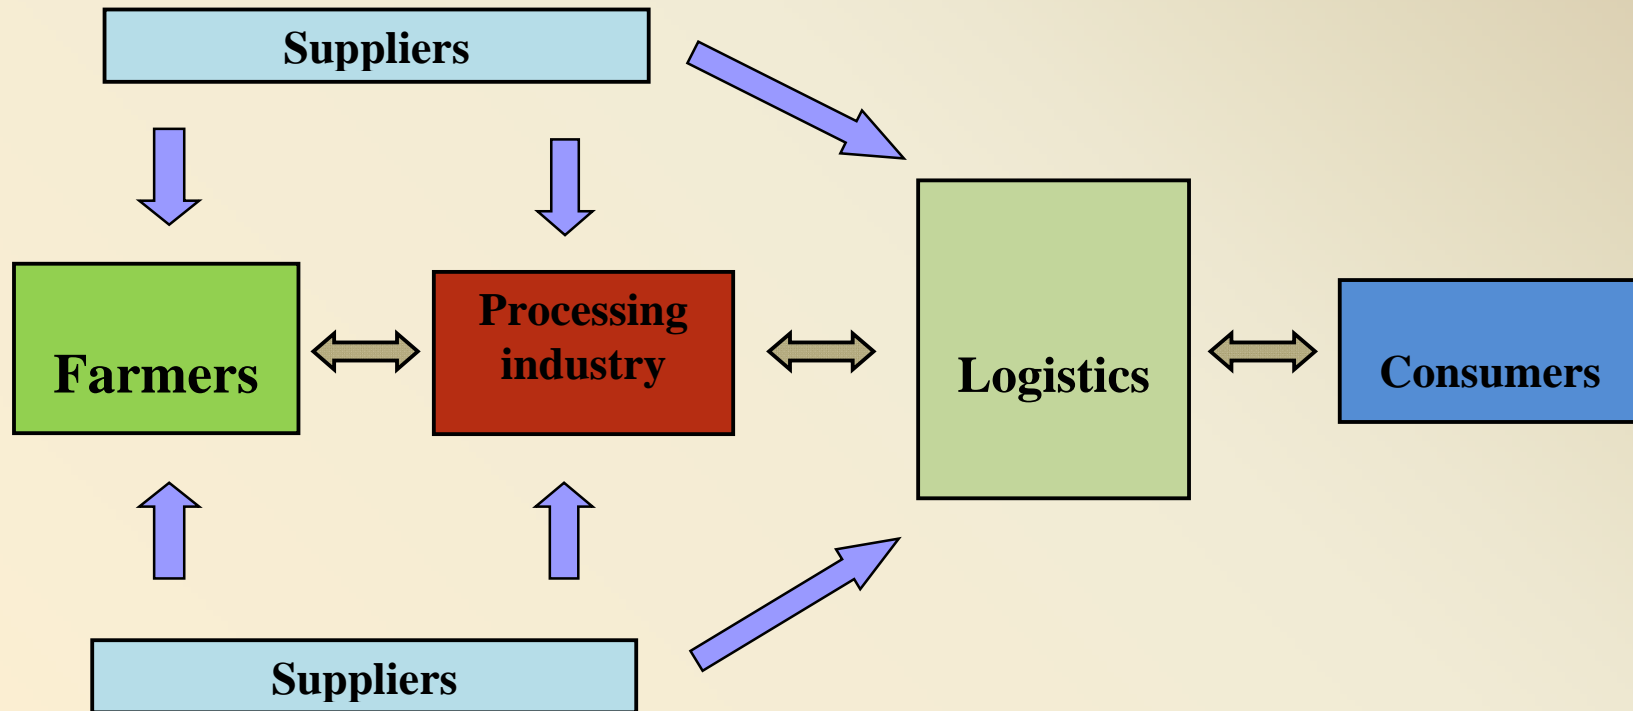 Suppliers
Farmers
Processing
industry
Logistics
Consumers
Suppliers